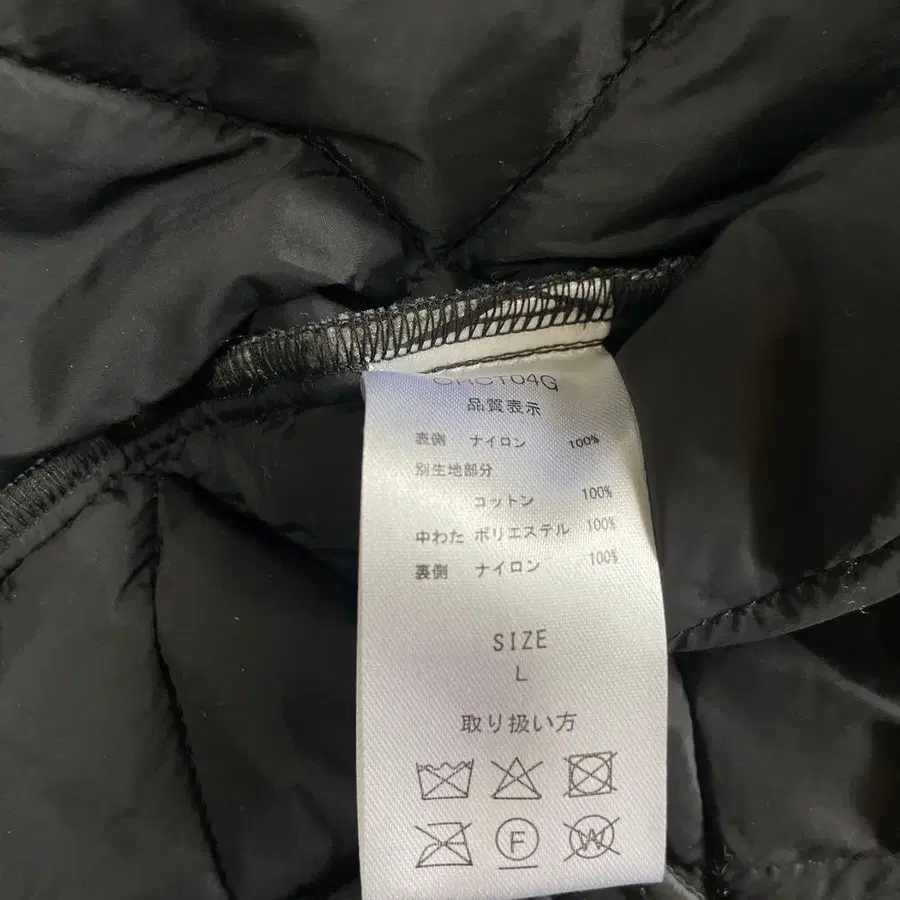 品質表示
表側 ナイロン 100%
別生地部分
コットン 100%
中わた ポリエステル 100%
裏側 ナイロン 100%
SIZE
L
取り扱い方
F W